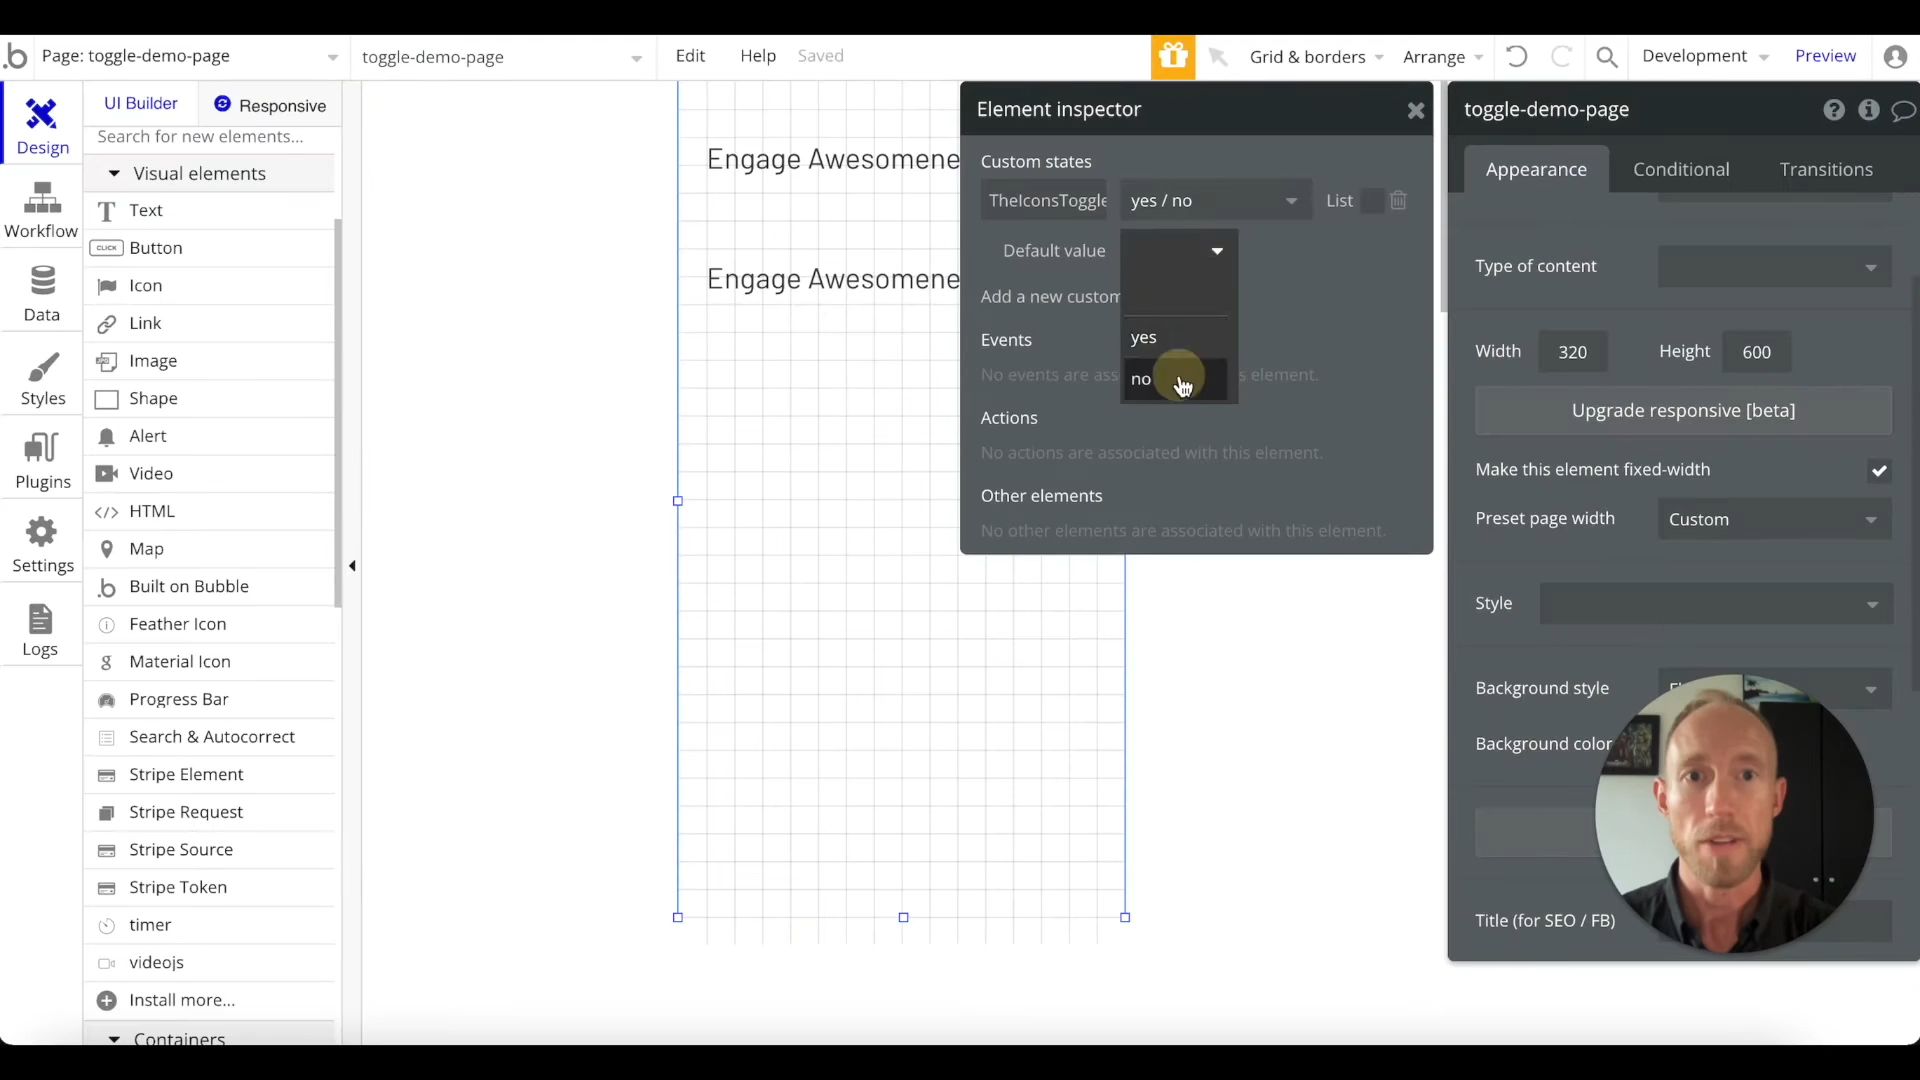 Page: toggle-demo-page
toggle-demo-page
Edit
Help
Saved
Grid & borders
Arrange
Development
Preview
Design
Workflow
Data
Styles
Plugins
Settings
Logs
UI Builder
Responsive
Search for new elements...
Visual elements
Text
CLICK
Button
Icon
Link
Image
Shape
Alert
Video
HTML
Map
Built on Bubble
Feather Icon
Material Icon
Progress Bar
Search & Autocorrect
Stripe Element
Stripe Request
Stripe Source
Stripe Token
timer
videojs
Install more...
Containers
Engage Awesomene
Engage Awesomene
Element inspector
Custom states
TheIconsToggle
yes / no
List
Default value
Add a new custom
yes
no
Events
No events are ass
s element.
Actions
No actions are associated with this element.
Other elements
No other elements are associated with this element.
toggle-demo-page
Appearance
Conditional
Transitions
Type of content
Width
320
Height
600
Upgrade responsive [beta]
Make this element fixed-width
Preset page width
Custom
Style
Background style
Background color
Title (for SEO / FB)